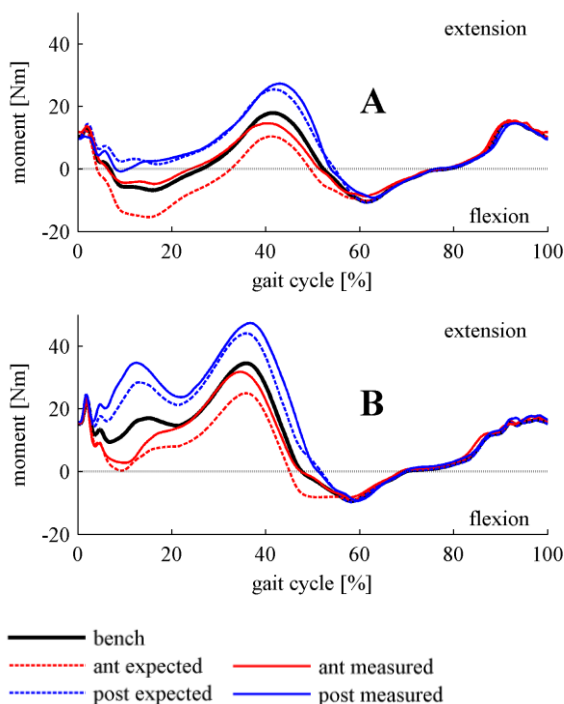 extension
40
20
0
-20
moment [Nm]
A
flexion
0 20 40 60 80 100
gait cycle [%]
extension
40
20
0
-20
moment [Nm]
B
flexion
0 20 40 60 80 100
gait cycle [%]
bench
ant expected ant measured
post expected post measured